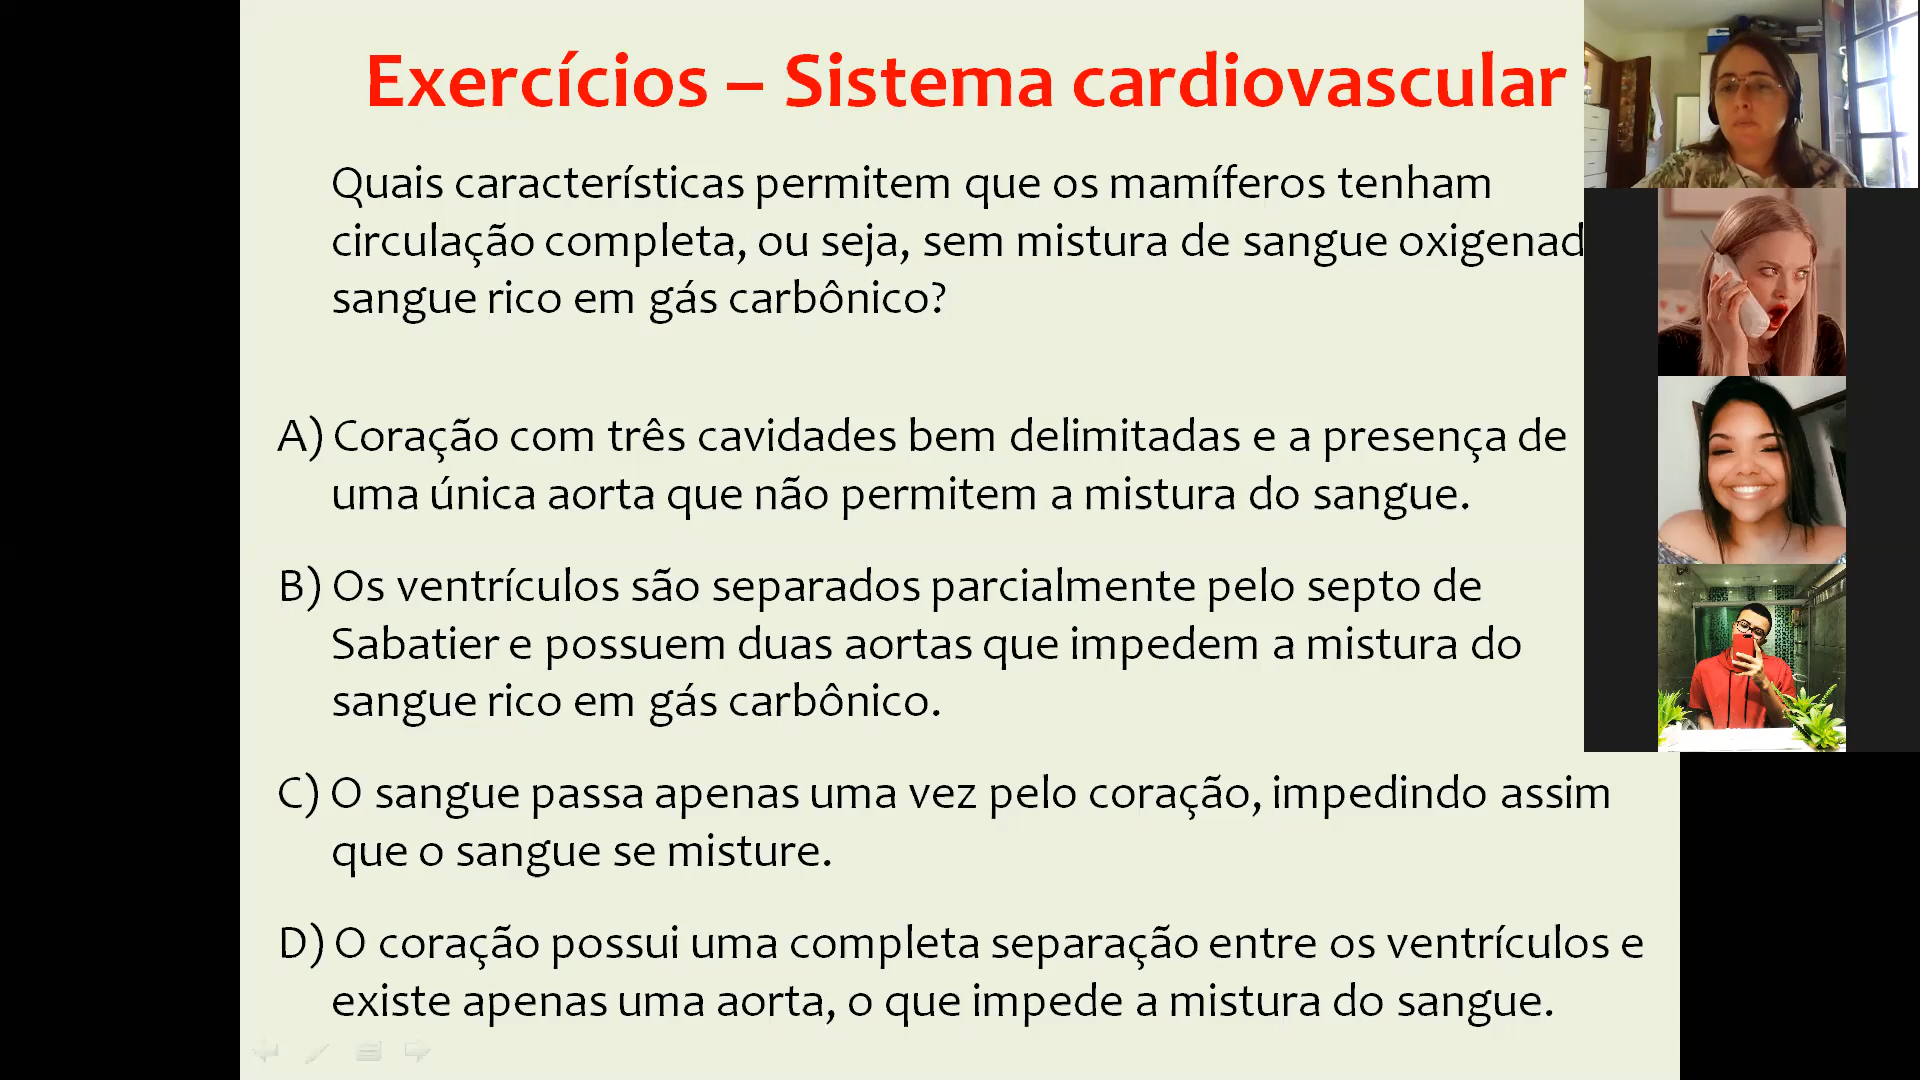 Exercícios – Sistema cardiovascular
Quais características permitem que os mamíferos tenham
circulação completa, ou seja, sem mistura de sangue oxigenad
sangue rico em gás carbônico?
A) Coração com três cavidades bem delimitadas e a presença de
uma única aorta que não permitem a mistura do sangue.
B) Os ventrículos são separados parcialmente pelo septo de
Sabatier e possuem duas aortas que impedem a mistura do
sangue rico em gás carbônico.
C) O sangue passa apenas uma vez pelo coração, impedindo assim
que o sangue se misture.
D) O coração possui uma completa separação entre os ventrículos e
existe apenas uma aorta, o que impede a mistura do sangue.